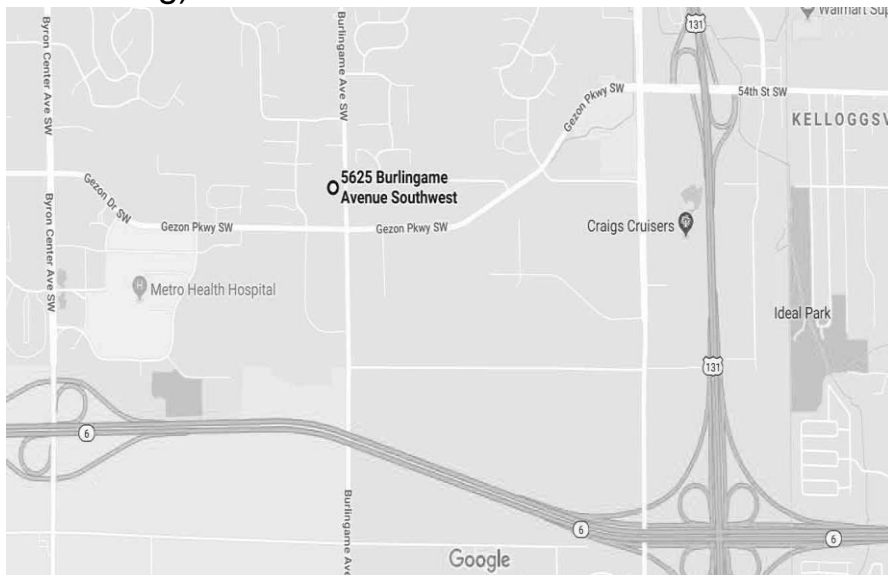 g)
Walmart Sup
131
Byron Center Ave SW
Burlingame Ave SW
Gezon Pkwy SW
54th St SW
KELLOGGSV
5625 Burlingame
Avenue Southwest
Gezon Dr SW
Byron Center Ave SW
Gezon Pkwy SW
Gezon Pkwy SW
Craigs Cruisers
H
Metro Health Hospital
Ideal Park
131
6
Burlingame Ave
6
6
Google